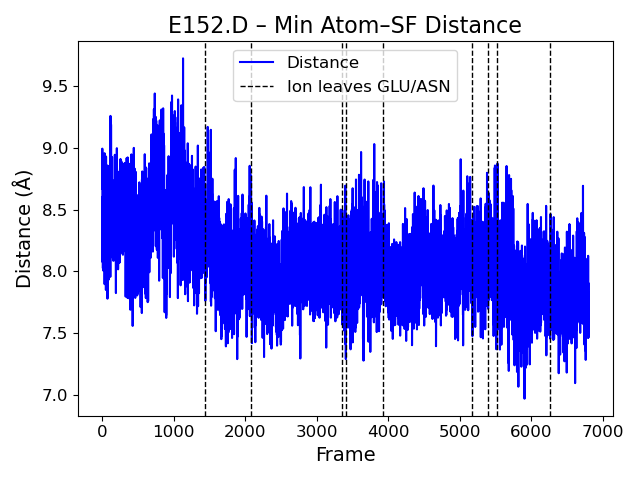 E152.D – Min Atom–SF Distance
Distance
Ion leaves GLU/ASN
Distance (Å)
9.5
9.0
8.5
8.0
7.5
7.0
0 1000 2000 3000 4000 5000 6000 7000
Frame